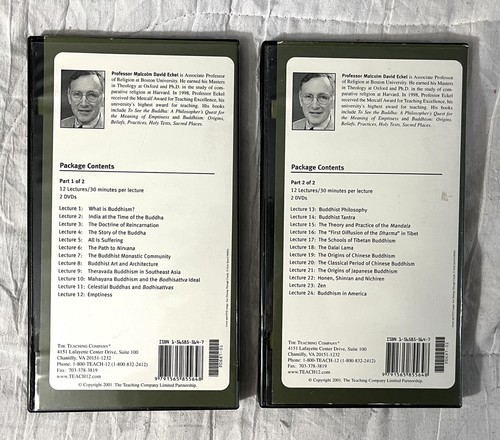 Professor Malcolm David Eckel is Associate Professor
of Religion at Boston University. He earned his Masters
in Theology at Oxford and Ph.D. in the study of com-
parative religion at Harvard. In 1998, Professor Eckel
received the Metcalf Award for Teaching Excellence, his
university's highest award for teaching. His books
include To See the Buddha: A Philosopher's Quest for
the Meaning of Emptiness and Buddhism: Origins,
Beliefs, Practices, Holy Texts, Sacred Places.
Package Contents
Part 1 of 2
12 Lectures/30 minutes per lecture
2 DVDs
Lecture 1: What is Buddhism?
Lecture 2: India at the Time of the Buddha
Lecture 3: The Doctrine of Reincarnation
Lecture 4: The Story of the Buddha
Lecture 5: All Is Suffering
Lecture 6: The Path to Nirvana
Lecture 7: The Buddhist Monastic Community
Lecture 8: Buddhist Art and Architecture
Lecture 9: Theravada Buddhism in Southeast Asia
Lecture 10: Mahayana Buddhism and the Bodhisattva Ideal
Lecture 11: Celestial Buddhas and Bodhisattvas
Lecture 12: Emptiness
THE TEACHING COMPANY®
4151 Lafayette Center Drive, Suite 100
Chantilly, VA 20151-1232
Phone: 1-800-TEACH-12 (1-800-832-2412)
Fax: 703-378-3819
www.TEACH12.com
ISBN 1-56585-564-7
9 781565 855648
© Copyright 2001. The Teaching Company Limited Partnership.
Professor Malcolm David Eckel is Associate Professor
of Religion at Boston University. He earned his Masters
in Theology at Oxford and Ph.D. in the study of com-
parative religion at Harvard. In 1998, Professor Eckel
received the Metcalf Award for Teaching Excellence, his
university's highest award for teaching. His books
include To See the Buddha: A Philosopher's Quest for
the Meaning of Emptiness and Buddhism: Origins,
Beliefs, Practices, Holy Texts, Sacred Places.
Package Contents
Part 2 of 2
12 Lectures/30 minutes per lecture
2 DVDs
Lecture 13: Buddhist Philosophy
Lecture 14: Buddhist Tantra
Lecture 15: The Theory and Practice of the Mandala
Lecture 16: The "First Diffusion of the Dharma" in Tibet
Lecture 17: The Schools of Tibetan Buddhism
Lecture 18: The Dalai Lama
Lecture 19: The Origins of Chinese Buddhism
Lecture 20: The Classical Period of Chinese Buddhism
Lecture 21: The Origins of Japanese Buddhism
Lecture 22: Honen, Shinran and Nichiren
Lecture 23: Zen
Lecture 24: Buddhism in America
THE TEACHING COMPANY®
4151 Lafayette Center Drive, Suite 100
Chantilly, VA 20151-1232
Phone: 1-800-TEACH-12 (1-800-832-2412)
Fax: 703-378-3819
www.TEACH12.com
ISBN 1-56585-564-7
9 781565 855648
© Copyright 2001. The Teaching Company Limited Partnership.